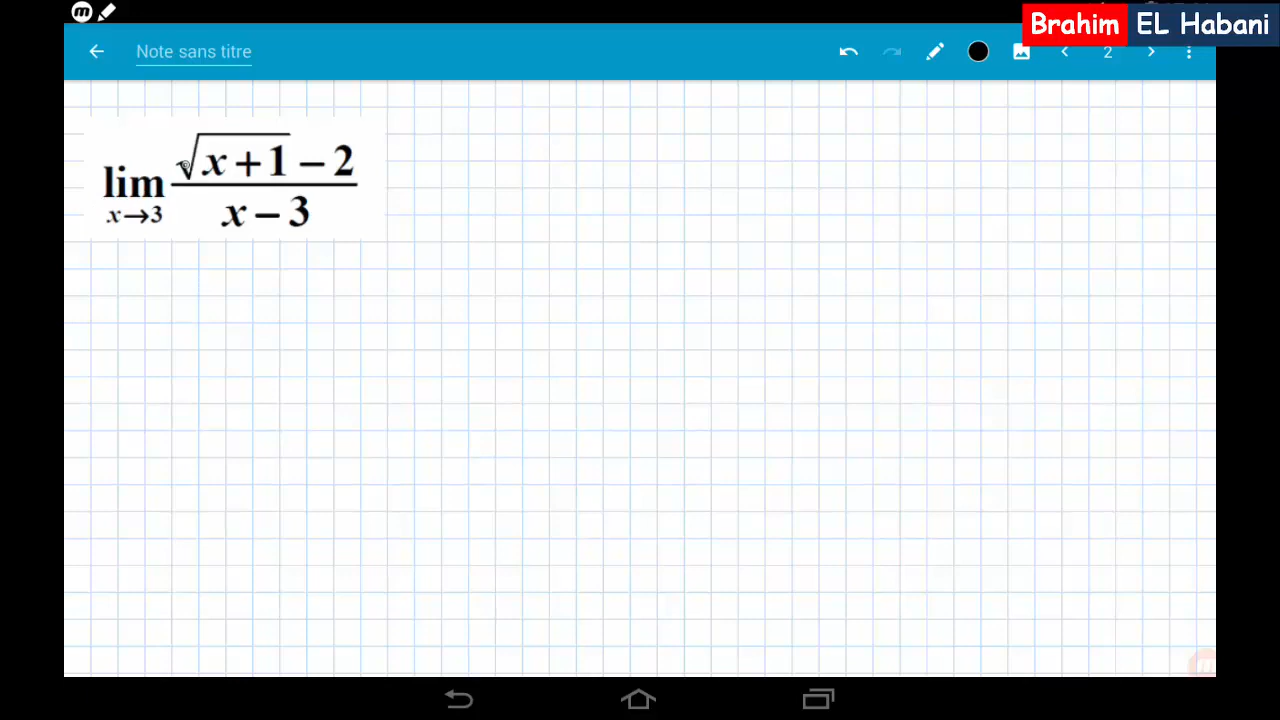 Brahim EL Habani
Note sans titre
2
lim x→3 (√(x+1) − 2)/(x − 3)